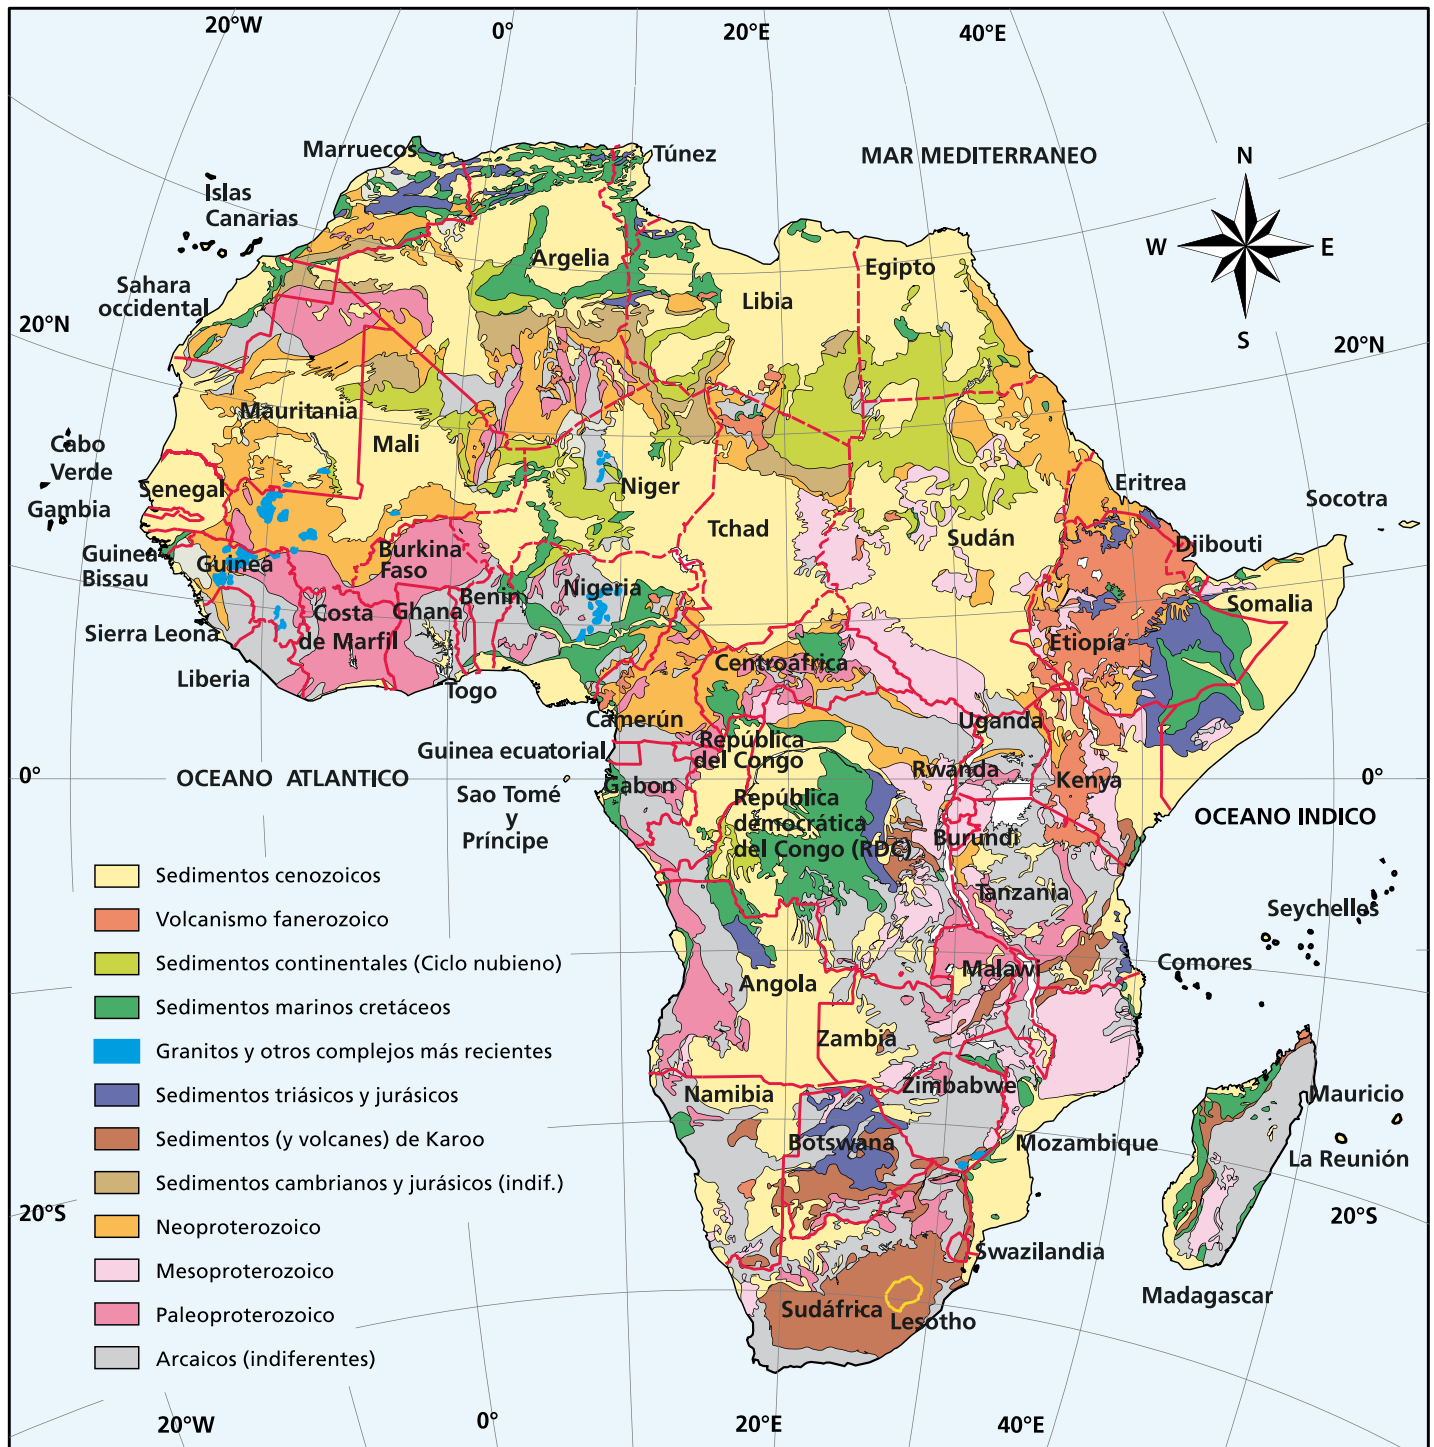 20°W
0°
20°E
40°E
Marruecos
Túnez
MAR MEDITERRANEO
N
Islas
Canarias
W
E
Argelia
Egipto
Sahara
occidental
Libia
20°N
S
20°N
Mauritania
Mali
Cabo
Verde
Senegal
Niger
Eritrea
Socotra
Gambia
Tchad
Sudán
Djibouti
Guinea
Bissau
Guinea
Burkina
Faso
Nigeria
Benin
Somalia
Costa
de Marfil
Ghana
Sierra Leona
Etiopía
Liberia
Togo
Centroáfrica
Camerún
Uganda
República
del Congo
Guinea ecuatorial
0°
OCEANO ATLANTICO
Gabon
Rwanda
Kenya
0°
Sao Tomé
y
Príncipe
República
democrática
del Congo (RDC)
OCEANO INDICO
Burundi
Tanzania
Seychelles
Malawi
Comores
Angola
Zambia
Namibia
Zimbabwe
Mauricio
Botswana
Mozambique
La Reunión
20°S
20°S
Swazilandia
Madagascar
Sudáfrica
Lesotho
Sedimentos cenozoicos
Volcanismo fanerozoico
Sedimentos continentales (Ciclo nubieno)
Sedimentos marinos cretáceos
Granitos y otros complejos más recientes
Sedimentos triásicos y jurásicos
Sedimentos (y volcanes) de Karoo
Sedimentos cambrianos y jurásicos (indif.)
Neoproterozoico
Mesoproterozoico
Paleoproterozoico
Arcaicos (indiferentes)
20°W
0°
20°E
40°E